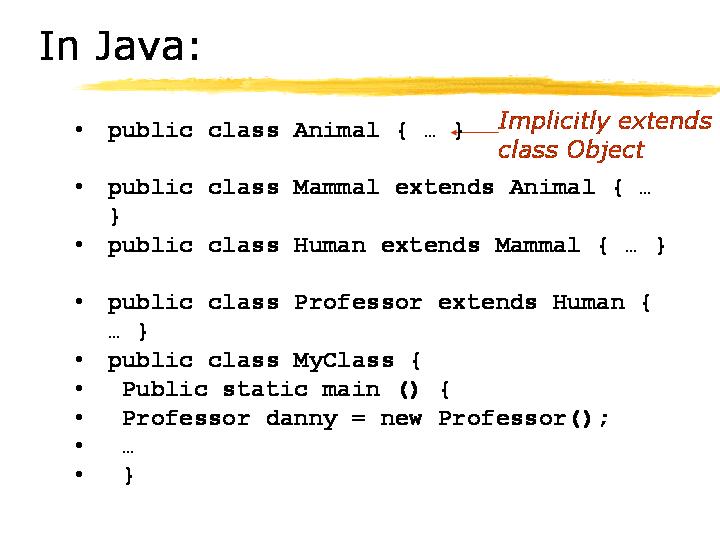 In Java:
• public class Animal { … }
Implicitly extends
class Object
• public class Mammal extends Animal { …
}
• public class Human extends Mammal { … }
• public class Professor extends Human {
… }
• public class MyClass {
• Public static main () {
• Professor danny = new Professor();
• …
• }